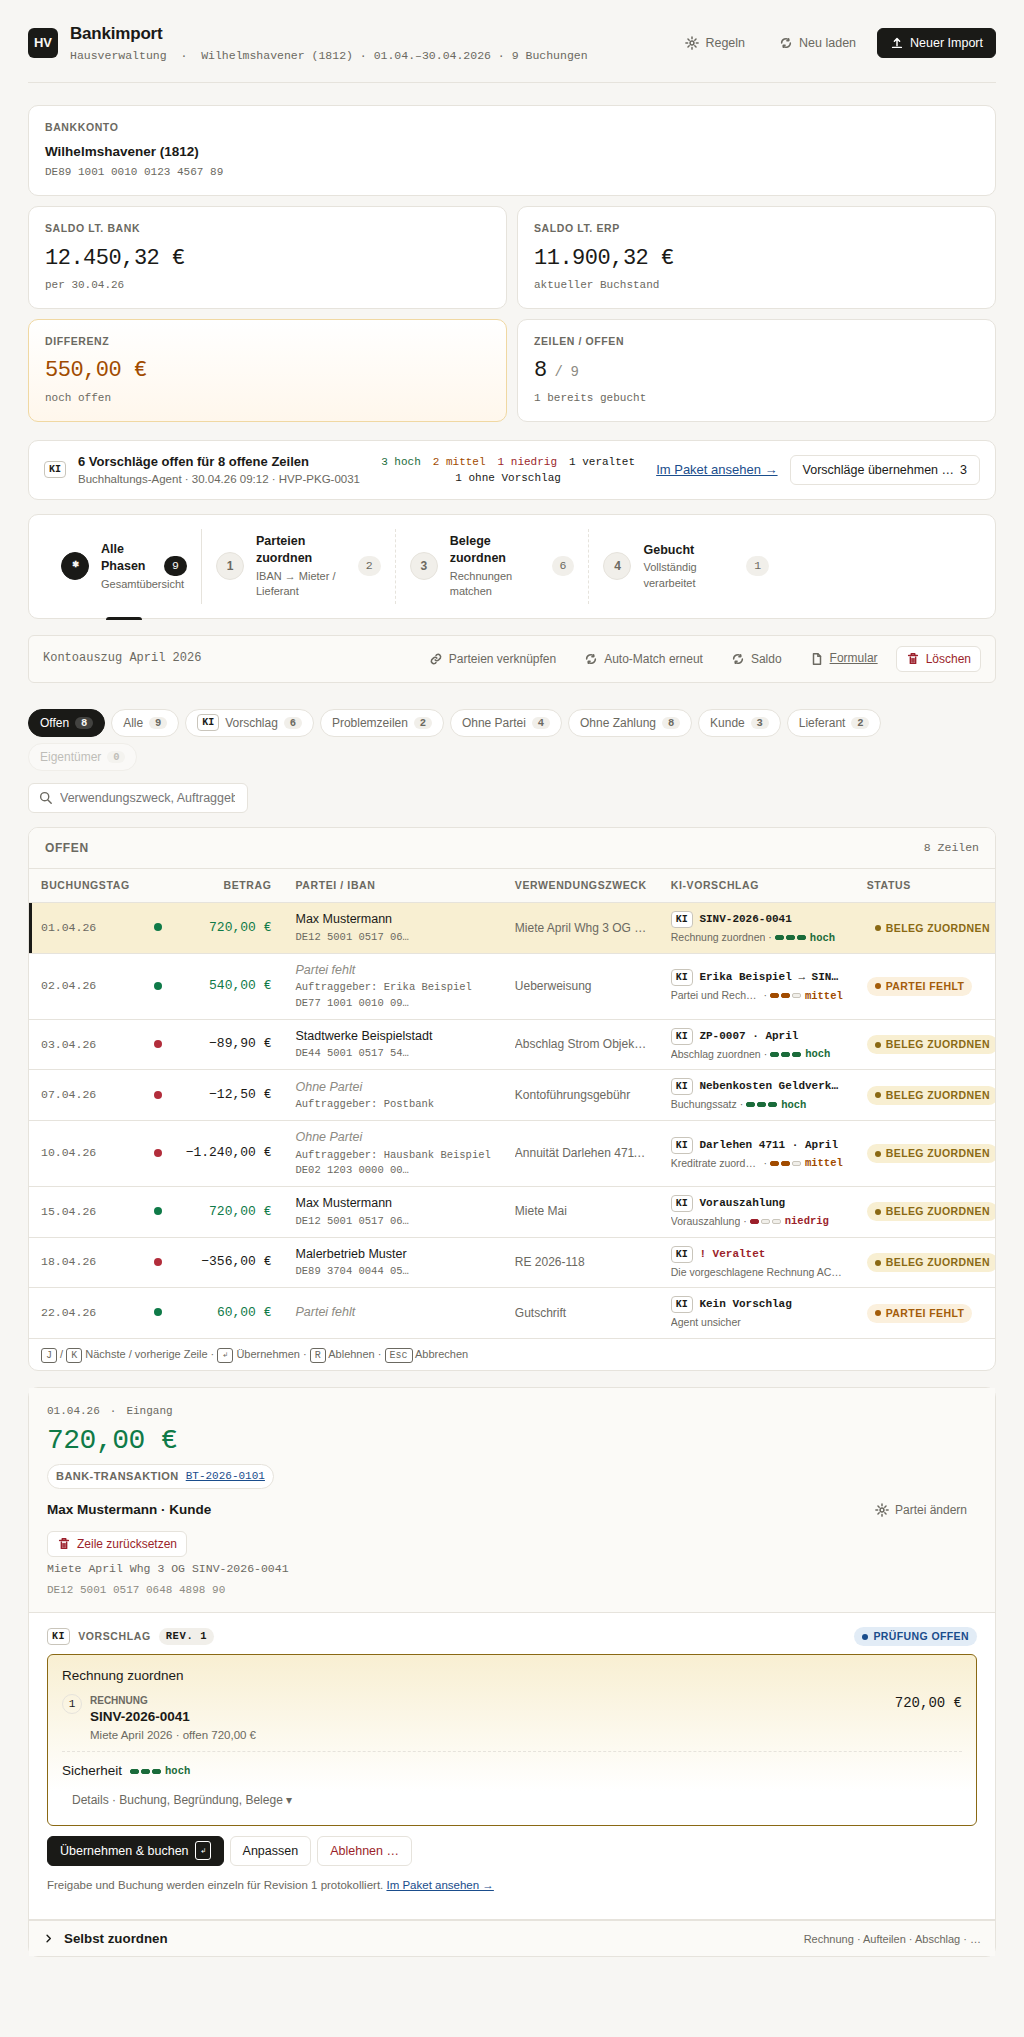 HV
Bankimport
Hausverwaltung · Wilhelmshavener (1812) · 01.04.–30.04.2026 · 9 Buchungen
Regeln
Neu laden
Neuer Import
BANKKONTO
Wilhelmshavener (1812)
DE89 1001 0010 0123 4567 89
SALDO LT. BANK
12.450,32 €
per 30.04.26
SALDO LT. ERP
11.900,32 €
aktueller Buchstand
DIFFERENZ
550,00 €
noch offen
ZEILEN / OFFEN
8 / 9
1 bereits gebucht
KI
6 Vorschläge offen für 8 offene Zeilen
Buchhaltungs-Agent · 30.04.26 09:12 · HVP-PKG-0031
3 hoch 2 mittel 1 niedrig 1 veraltet
1 ohne Vorschlag
Im Paket ansehen →
Vorschläge übernehmen … 3
* Alle Phasen 9
Gesamtübersicht
1 Parteien zuordnen 2
IBAN → Mieter / Lieferant
3 Belege zuordnen 6
Rechnungen matchen
4 Gebucht 1
Vollständig verarbeitet
Kontoauszug April 2026
Parteien verknüpfen
Auto-Match erneut
Saldo
Formular
Löschen
Offen 8 Alle 9 KI Vorschlag 6 Problemzeilen 2 Ohne Partei 4 Ohne Zahlung 8 Kunde 3 Lieferant 2
Eigentümer 0
Verwendungszweck, Auftragget
OFFEN
8 Zeilen
BUCHUNGSTAG BETRAG PARTEI / IBAN VERWENDUNGSZWECK KI-VORSCHLAG STATUS
01.04.26 720,00 € Max Mustermann Miete April Whg 3 OG … KI SINV-2026-0041 BELEG ZUORDNEN
DE12 5001 0517 06… Rechnung zuordnen · hoch
02.04.26 540,00 € Partei fehlt Ueberweisung KI Erika Beispiel → SIN… PARTEI FEHLT
Auftraggeber: Erika Beispiel Partei und Rech… · mittel
DE77 1001 0010 09…
03.04.26 −89,90 € Stadtwerke Beispielstadt Abschlag Strom Objek… KI ZP-0007 · April BELEG ZUORDNEN
DE44 5001 0517 54… Abschlag zuordnen · hoch
07.04.26 −12,50 € Ohne Partei Kontoführungsgebühr KI Nebenkosten Geldverk… BELEG ZUORDNEN
Auftraggeber: Postbank Buchungssatz · hoch
10.04.26 −1.240,00 € Ohne Partei Annuität Darlehen 471… KI Darlehen 4711 · April BELEG ZUORDNEN
Auftraggeber: Hausbank Beispiel Kreditrate zuord… · mittel
DE02 1203 0000 00…
15.04.26 720,00 € Max Mustermann Miete Mai KI Vorauszahlung BELEG ZUORDNEN
DE12 5001 0517 06… Vorauszahlung · niedrig
18.04.26 −356,00 € Malerbetrieb Muster RE 2026-118 KI ! Veraltet BELEG ZUORDNEN
DE89 3704 0044 05… Die vorgeschlagene Rechnung AC…
22.04.26 60,00 € Partei fehlt Gutschrift KI Kein Vorschlag PARTEI FEHLT
Agent unsicher
J / K Nächste / vorherige Zeile · ↲ Übernehmen · R Ablehnen · Esc Abbrechen
01.04.26 · Eingang
720,00 €
BANK-TRANSAKTION BT-2026-0101
Max Mustermann · Kunde
Partei ändern
Zeile zurücksetzen
Miete April Whg 3 OG SINV-2026-0041
DE12 5001 0517 0648 4898 90
KI VORSCHLAG REV. 1
PRÜFUNG OFFEN
Rechnung zuordnen
1 RECHNUNG 720,00 €
SINV-2026-0041
Miete April 2026 · offen 720,00 €
Sicherheit hoch
Details · Buchung, Begründung, Belege ▾
Übernehmen & buchen ↲
Anpassen
Ablehnen …
Freigabe und Buchung werden einzeln für Revision 1 protokolliert. Im Paket ansehen →
Selbst zuordnen
Rechnung · Aufteilen · Abschlag · …